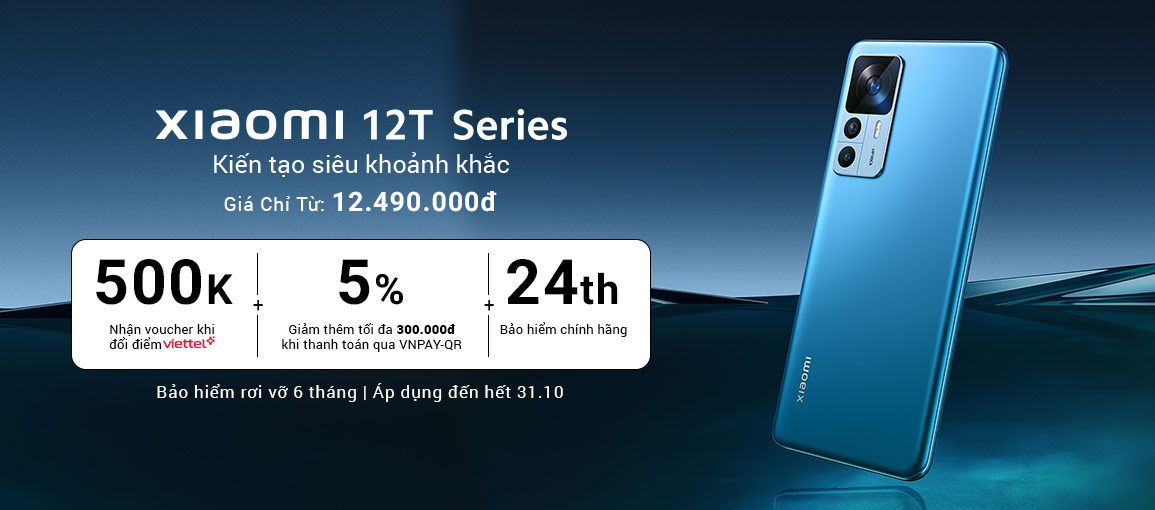 xiaomi 12T Series
Kiến tạo siêu khoảnh khắc
Giá Chỉ Từ: 12.490.000đ
500K + 5% + 24th
Nhận voucher khi
đổi điểm viettel
Giảm thêm tối đa 300.000đ
khi thanh toán qua VNPAY-QR
Bảo hiểm chính hãng
Bảo hiểm rơi vỡ 6 tháng | Áp dụng đến hết 31.10
108MP
xiaomi